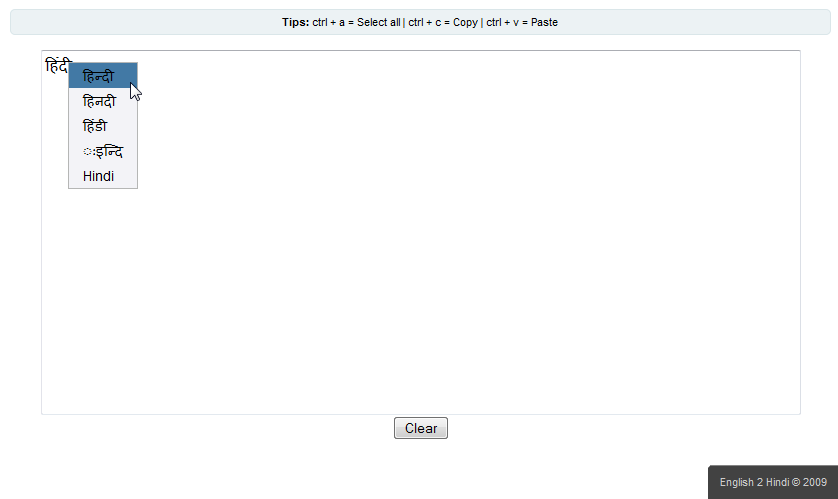 Tips: ctrl + a = Select all | ctrl + c = Copy | ctrl + v = Paste
हिंदी
हिन्दी
हिनदी
हिंडी
ःइन्दि
Hindi
Clear
English 2 Hindi © 2009